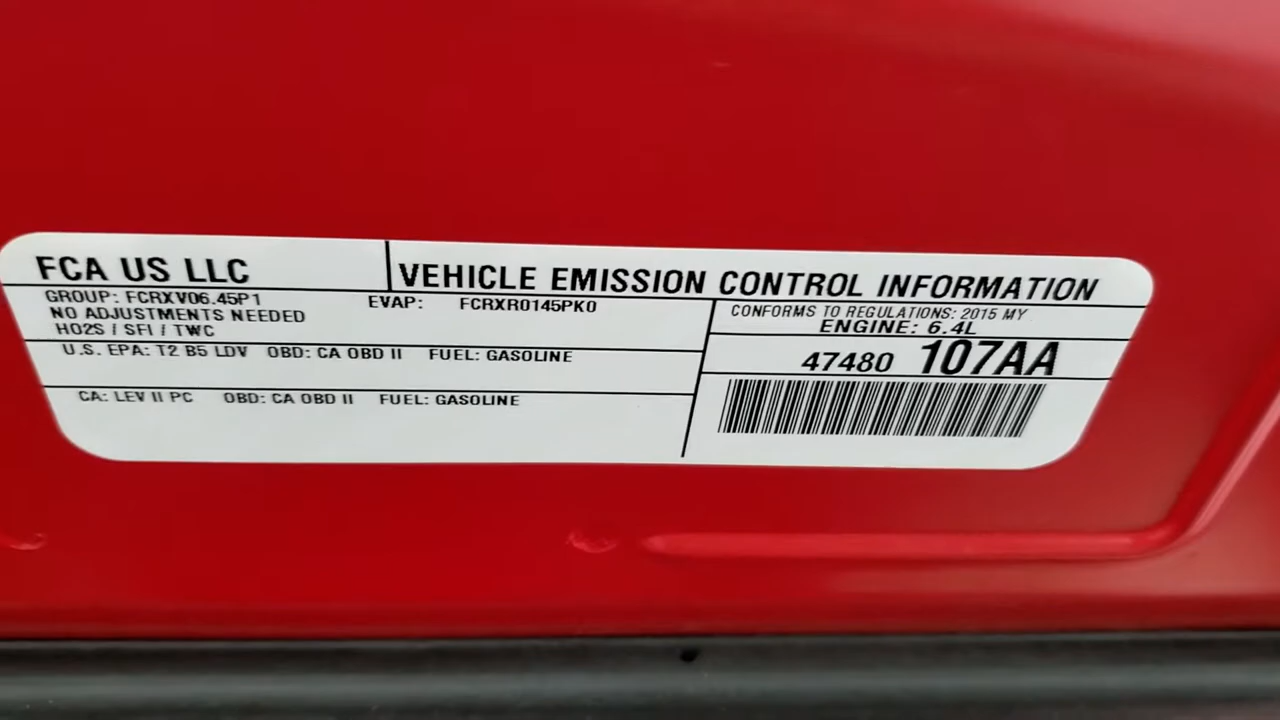 FCA US LLC
VEHICLE EMISSION CONTROL INFORMATION
GROUP: FCRXV06.45P1 EVAP: FCRXR0145PK0
NO ADJUSTMENTS NEEDED
HO2S / SFI / TWC
CONFORMS TO REGULATIONS: 2015 MY
ENGINE: 6.4L
U.S. EPA: T2 B5 LDV OBD: CA OBD II FUEL: GASOLINE
47480 107AA
CA: LEV II PC OBD: CA OBD II FUEL: GASOLINE